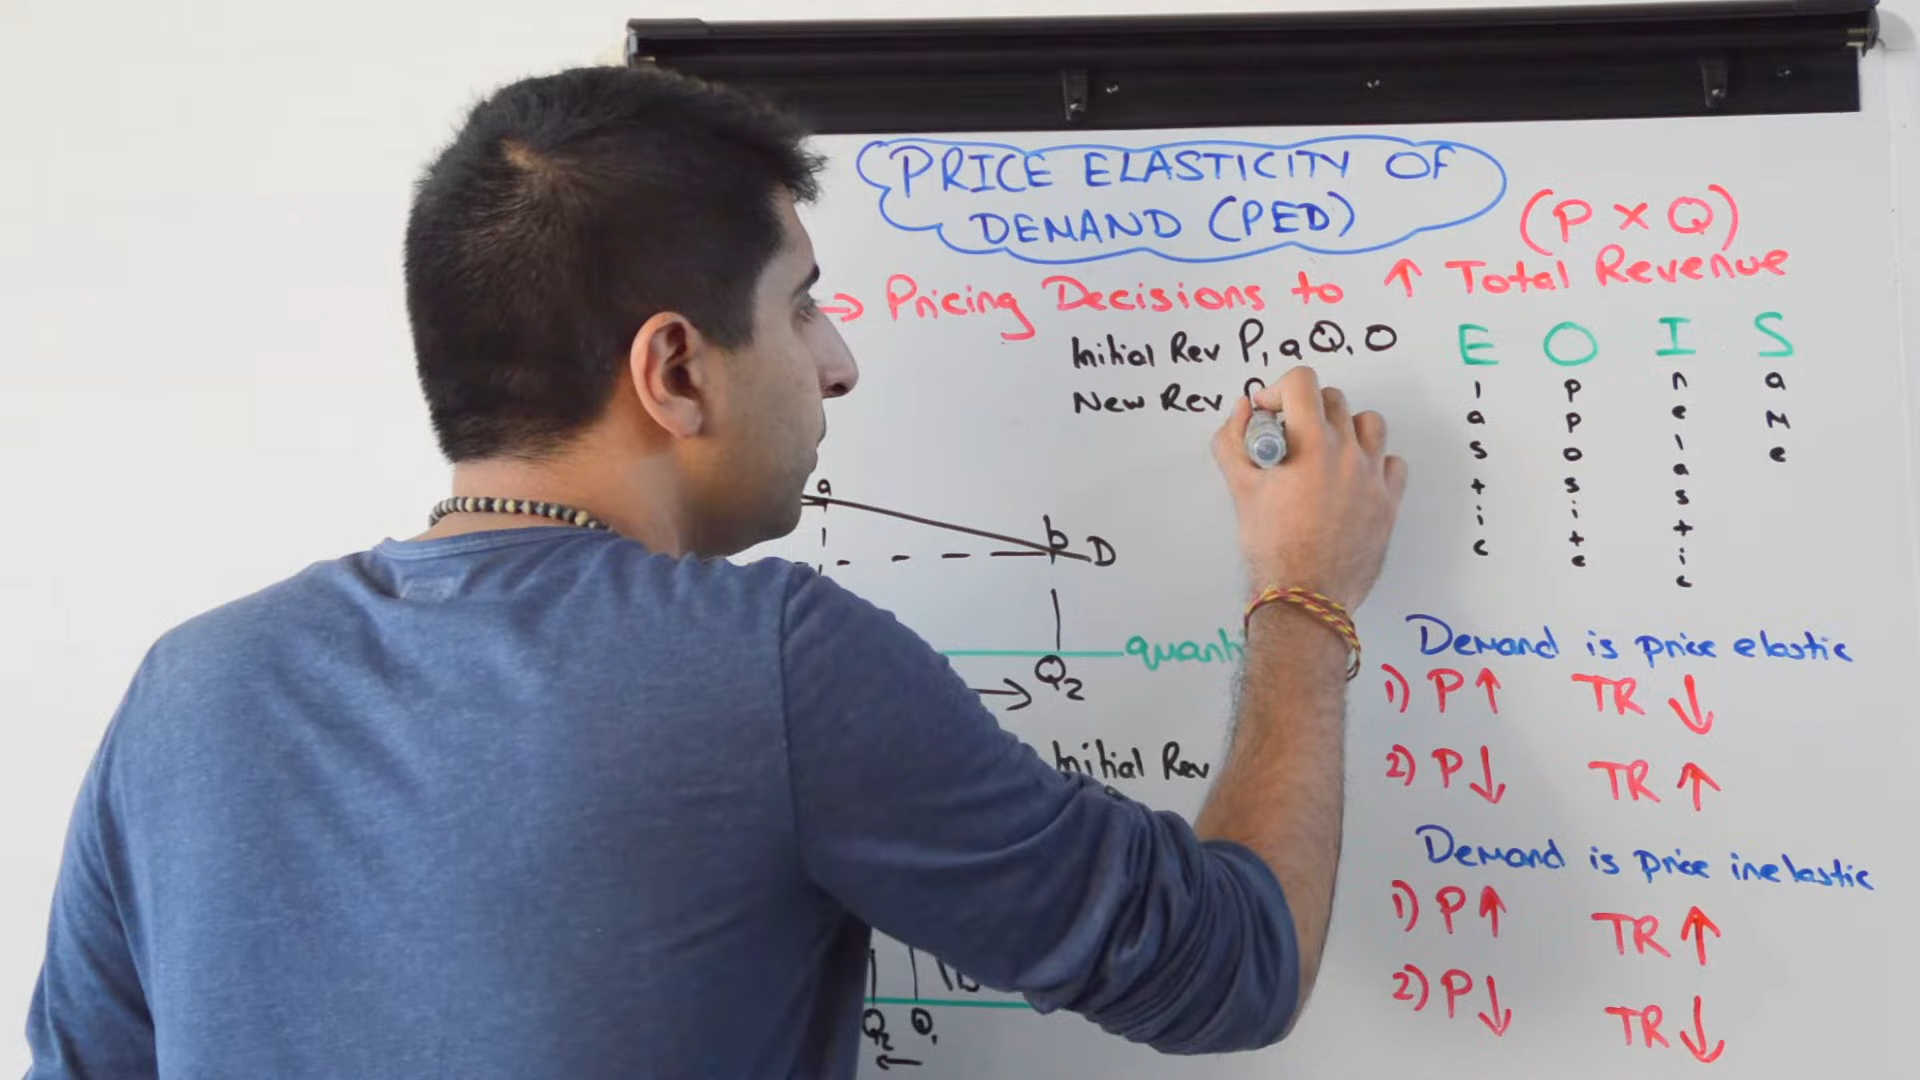 PRICE ELASTICITY OF
DEMAND (PED)
(P X Q)
→ Pricing Decisions to ↑ Total Revenue
Initial Rev P₁ a Q₁ O
New Rev
E O I S
Elastic
Opposite
Inelastic
SaMe
a
b
D
quanti
Q₂
→
Initial Rev
Q₂ Q₁
←
Demand is price elastic
1) P↑ TR ↓
2) P↓ TR ↑
Demand is price inelastic
1) P↑ TR ↑
2) P↓ TR ↓